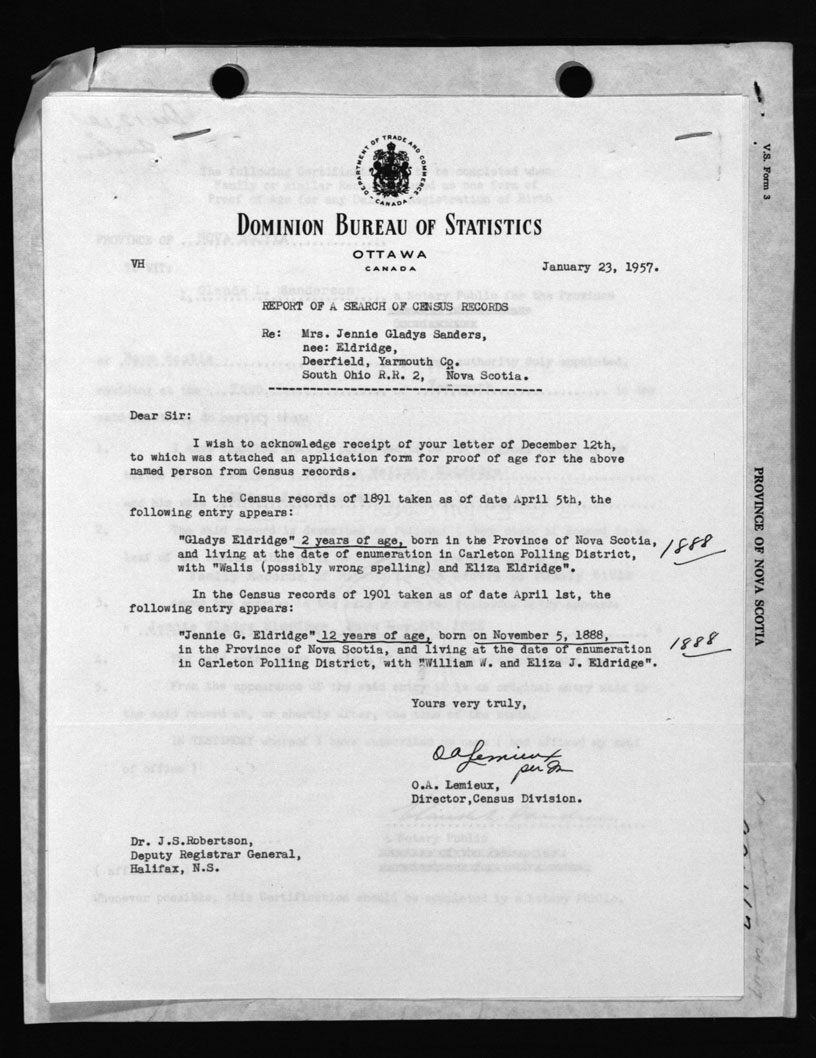 DEPARTMENT OF TRADE AND COMMERCE
CANADA
DOMINION BUREAU OF STATISTICS
OTTAWA
CANADA
VH
January 23, 1957.
REPORT OF A SEARCH OF CENSUS RECORDS
Re: Mrs. Jennie Gladys Sanders,
nee: Eldridge,
Deerfield, Yarmouth Co.
South Ohio R.R. 2, Nova Scotia.
Dear Sir:
I wish to acknowledge receipt of your letter of December 12th,
to which was attached an application form for proof of age for the above
named person from Census records.
In the Census records of 1891 taken as of date April 5th, the
following entry appears:
"Gladys Eldridge" 2 years of age, born in the Province of Nova Scotia,
and living at the date of enumeration in Carleton Polling District,
with "Walis (possibly wrong spelling) and Eliza Eldridge".
1888
In the Census records of 1901 taken as of date April 1st, the
following entry appears:
"Jennie G. Eldridge" 12 years of age, born on November 5, 1888,
in the Province of Nova Scotia, and living at the date of enumeration
in Carleton Polling District, with "William W. and Eliza J. Eldridge".
1888
Yours very truly,
O A Lemieux
per
O.A. Lemieux,
Director,Census Division.
Dr. J.S.Robertson,
Deputy Registrar General,
Halifax, N.S.
V.S. Form 3
PROVINCE OF NOVA SCOTIA